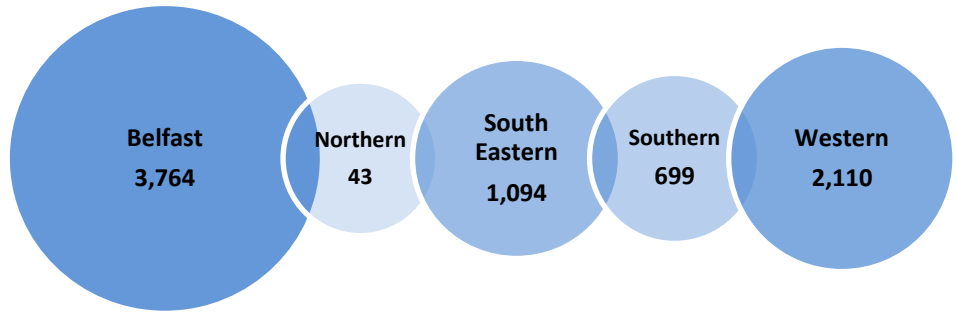 Belfast
3,764
Northern
43
South
Eastern
1,094
Southern
699
Western
2,110